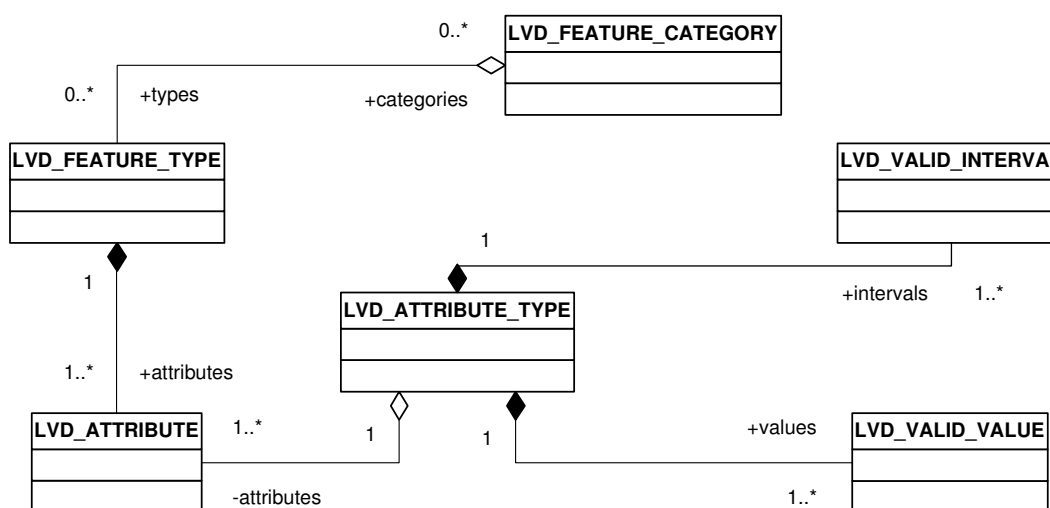 0..*
LVD_FEATURE_CATEGORY
0..*
+types
+categories
LVD_FEATURE_TYPE
LVD_VALID_INTERVA
1
1
+intervals
1..*
LVD_ATTRIBUTE_TYPE
1..*
+attributes
LVD_ATTRIBUTE
1..*
1
1
+values
LVD_VALID_VALUE
-attributes
1..*